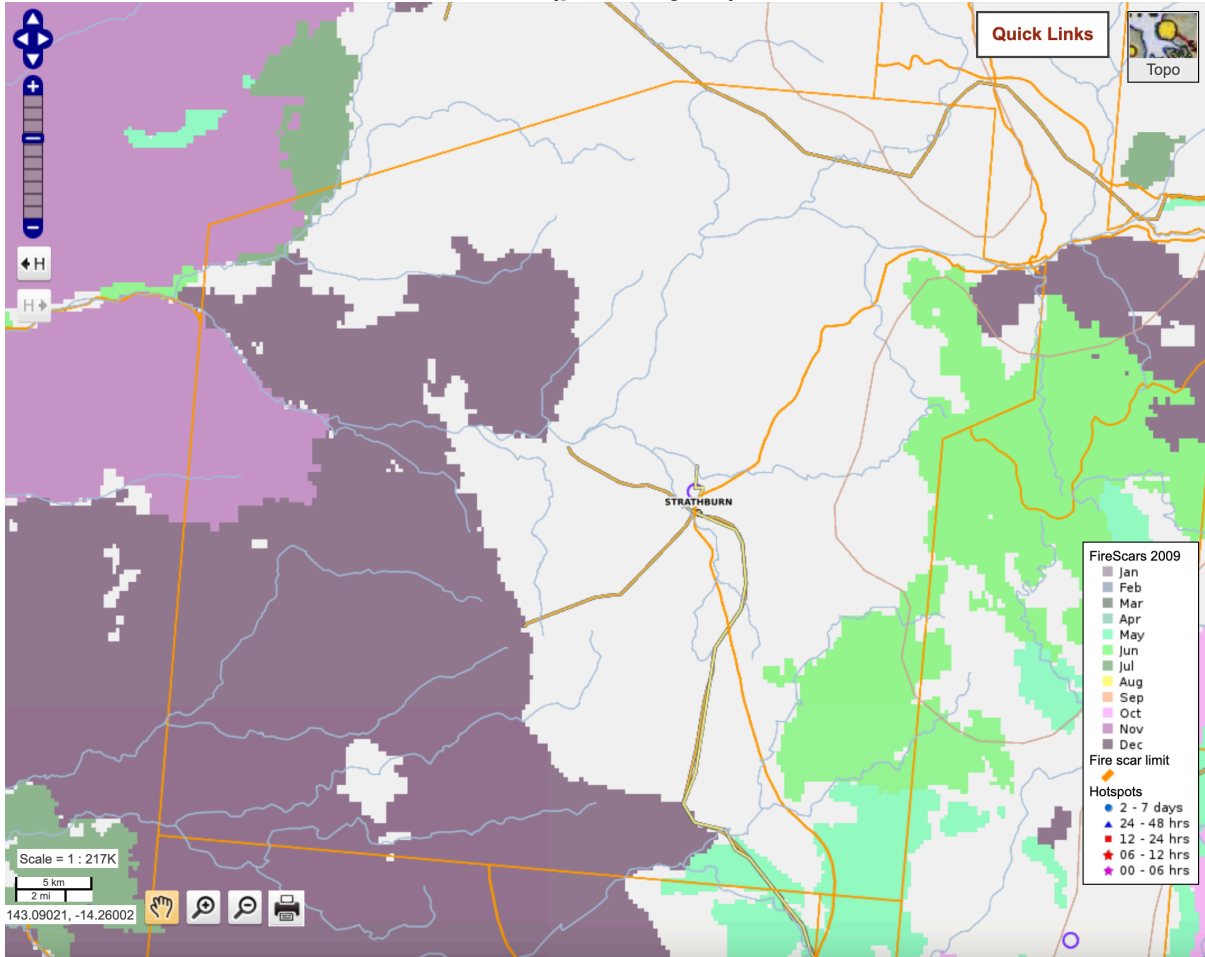 Quick Links
Topo
+
−
H
H
STRATHBURN
FireScars 2009
Jan
Feb
Mar
Apr
May
Jun
Jul
Aug
Sep
Oct
Nov
Dec
Fire scar limit
Hotspots
2 - 7 days
24 - 48 hrs
12 - 24 hrs
06 - 12 hrs
00 - 06 hrs
Scale = 1 : 217K
5 km
2 mi
143.09021, -14.26002